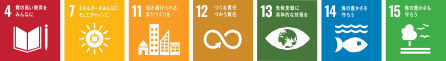 4 質の高い教育を
みんなに
7 エネルギーをみんなに
そしてクリーンに
11 住み続けられる
まちづくりを
12 つくる責任
つかう責任
13 気候変動に
具体的な対策を
14 海の豊かさを
守ろう
15 陸の豊かさも
守ろう